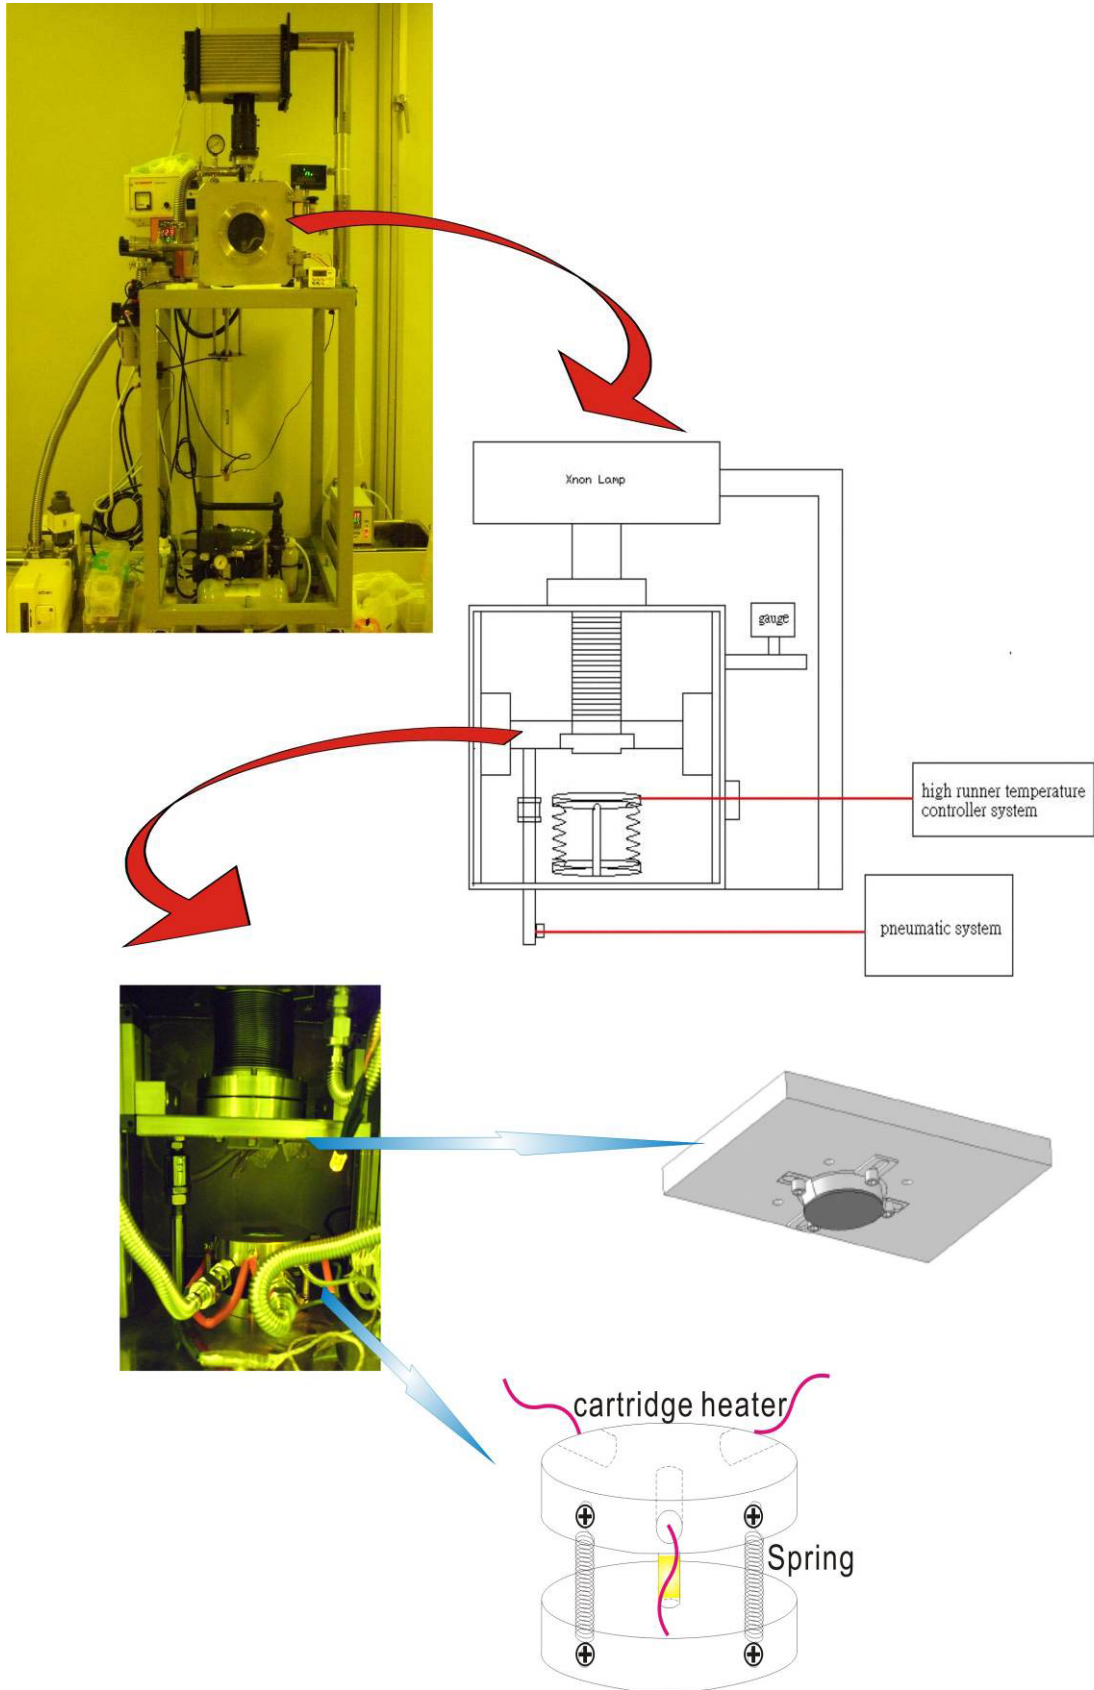 Xnon Lamp
gauge
high runner temperature
controller system
pneumatic system
cartridge heater
Spring